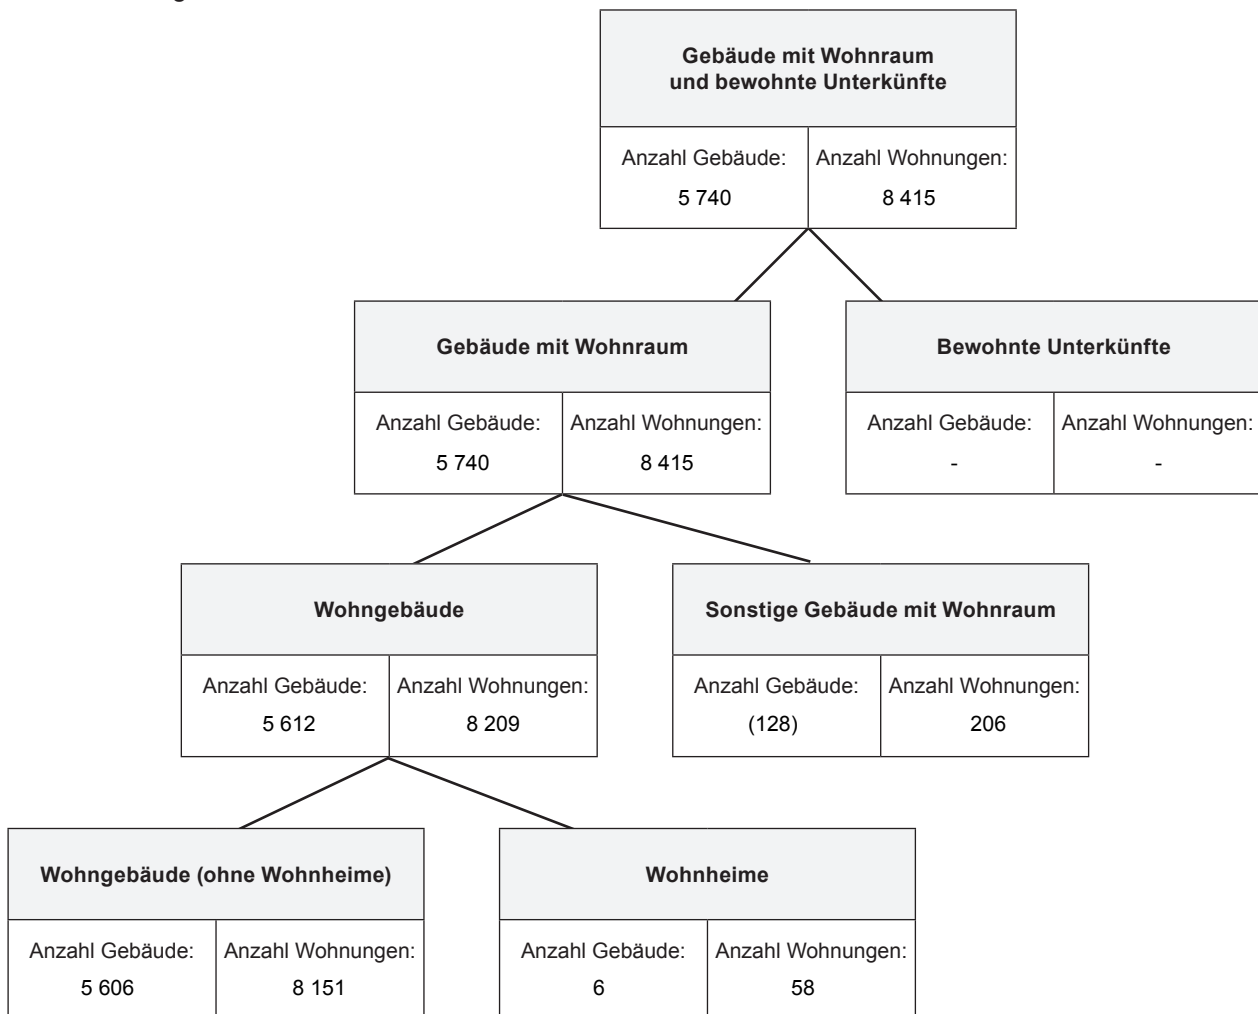 Gebäude mit Wohnraum
und bewohnte Unterkünfte
Anzahl Gebäude: Anzahl Wohnungen:
5 740 8 415
Gebäude mit Wohnraum Bewohnte Unterkünfte
Anzahl Gebäude: Anzahl Wohnungen: Anzahl Gebäude: Anzahl Wohnungen:
5 740 8 415 - -
Wohngebäude Sonstige Gebäude mit Wohnraum
Anzahl Gebäude: Anzahl Wohnungen: Anzahl Gebäude: Anzahl Wohnungen:
5 612 8 209 (128) 206
Wohngebäude (ohne Wohnheime) Wohnheime
Anzahl Gebäude: Anzahl Wohnungen: Anzahl Gebäude: Anzahl Wohnungen:
5 606 8 151 6 58